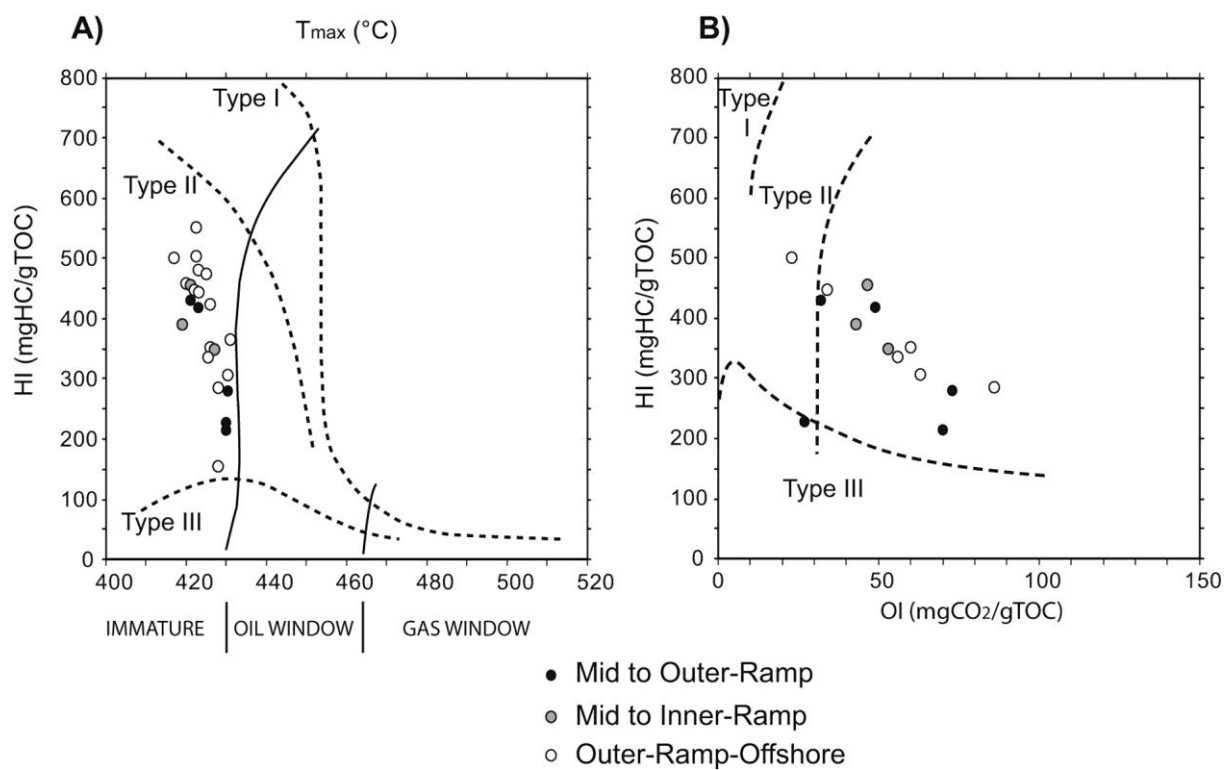 A)
Tmax (°C)
HI (mgHC/gTOC)
800
700
600
500
400
300
200
100
0
Type I
Type II
Type III
400 420 440 460 480 500 520
IMMATURE OIL WINDOW GAS WINDOW
B)
HI (mgHC/gTOC)
800
700
600
500
400
300
200
100
0
Type
I
Type II
Type III
0 50 100 150
OI (mgCO2/gTOC)
Mid to Outer-Ramp
Mid to Inner-Ramp
Outer-Ramp-Offshore